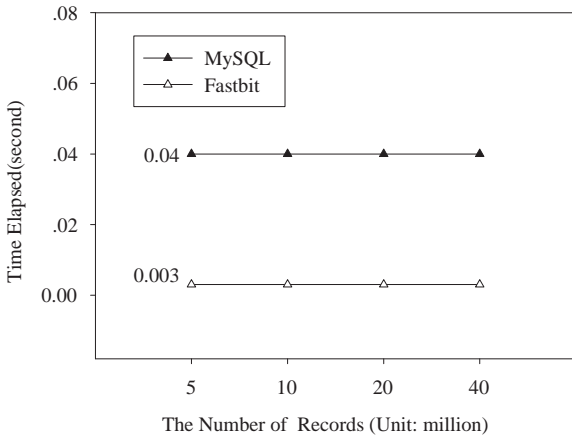 .08
.06
.04
.02
0.00
Time Elapsed(second)
MySQL
Fastbit
0.04
0.003
5 10 20 40
The Number of Records (Unit: million)